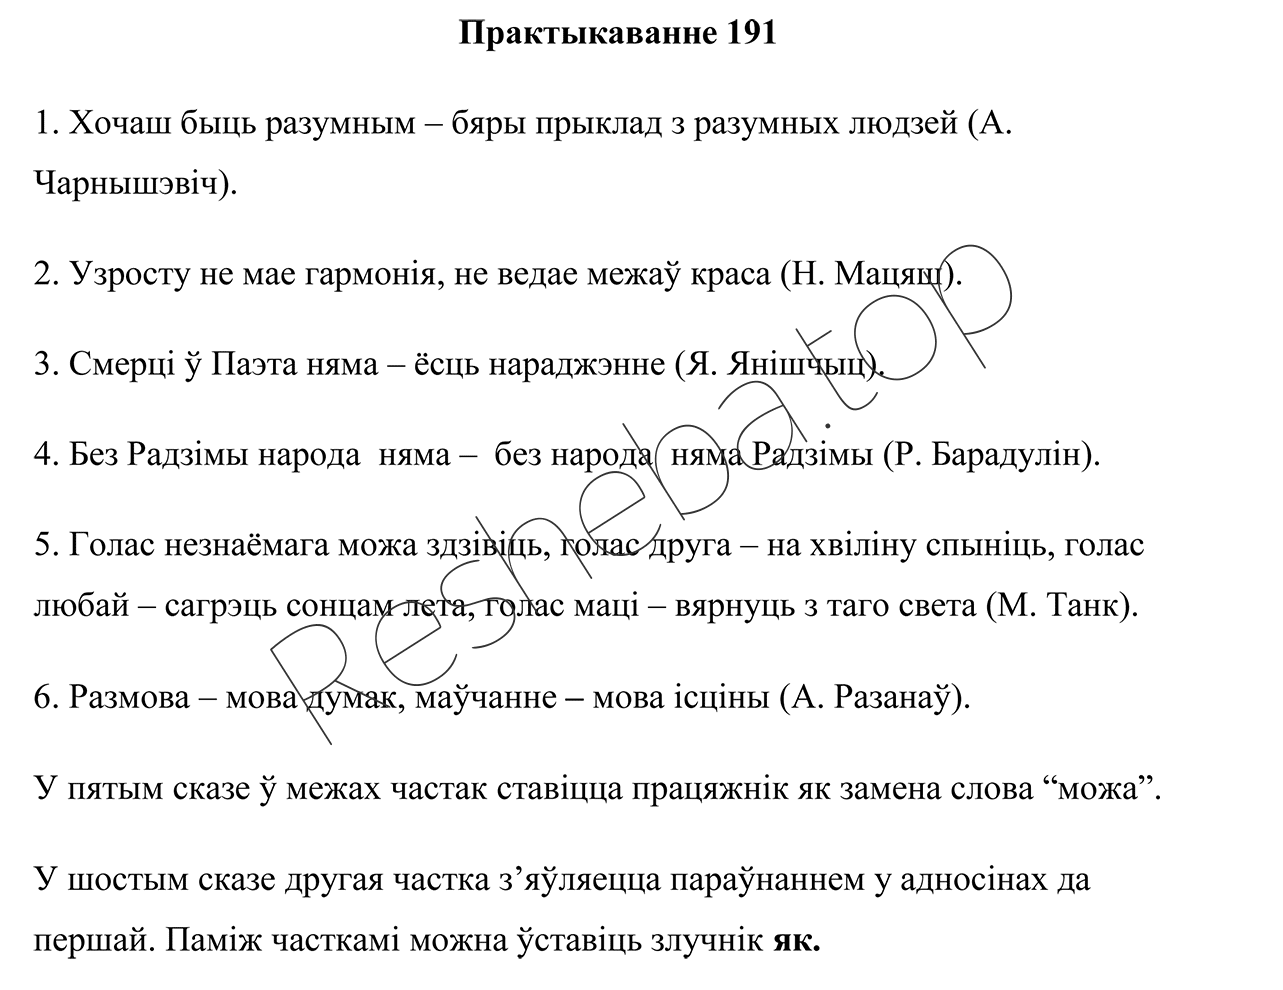 Практыкаванне 191
1. Хочаш быць разумным – бяры прыклад з разумных людзей (А.
Чарнышэвіч).
2. Узросту не мае гармонія, не ведае межаў краса (Н. Мацяш).
3. Смерці ў Паэта няма – ёсць нараджэнне (Я. Янішчыц).
4. Без Радзімы народа  няма –  без народа  няма Радзімы (Р. Барадулін).
5. Голас незнаёмага можа здзівіць, голас друга – на хвіліну спыніць, голас
любай – сагрэць сонцам лета, голас маці – вярнуць з таго света (М. Танк).
6. Размова – мова думак, маўчанне – мова ісціны (А. Разанаў).
У пятым сказе ў межах частак ставіцца працяжнік як замена слова “можа”.
У шостым сказе другая частка з’яўляецца параўнаннем у адносінах да
першай. Паміж часткамі можна ўставіць злучнік як.
Resheba.top